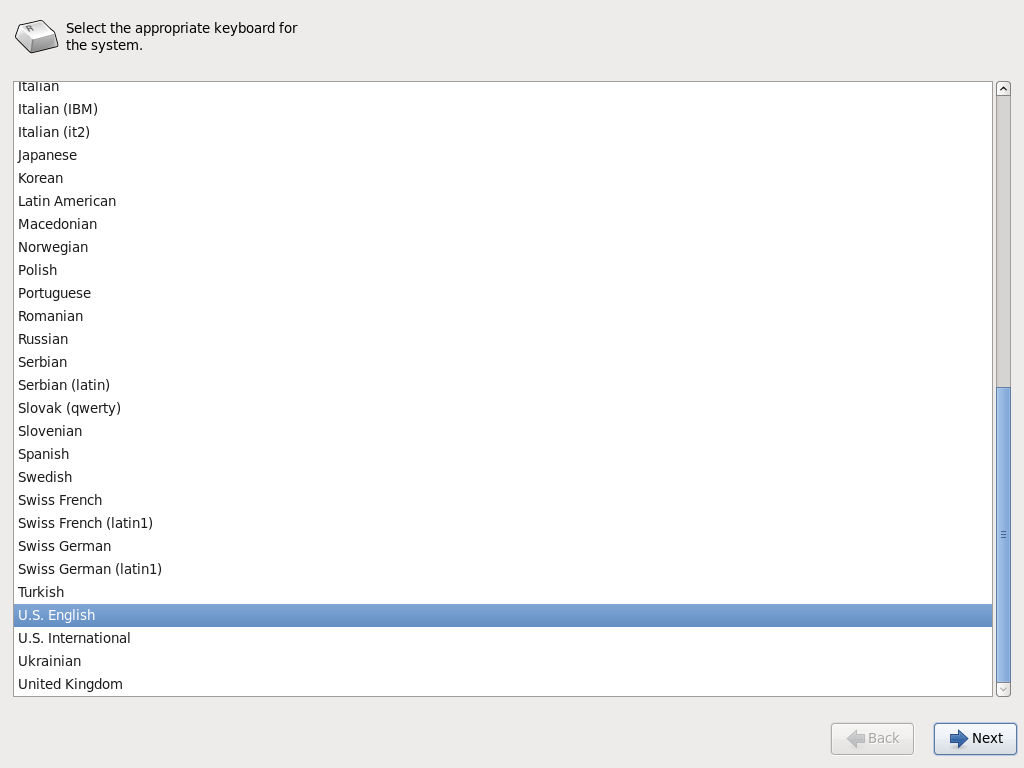 Select the appropriate keyboard for
the system.
Italian
Italian (IBM)
Italian (it2)
Japanese
Korean
Latin American
Macedonian
Norwegian
Polish
Portuguese
Romanian
Russian
Serbian
Serbian (latin)
Slovak (qwerty)
Slovenian
Spanish
Swedish
Swiss French
Swiss French (latin1)
Swiss German
Swiss German (latin1)
Turkish
U.S. English
U.S. International
Ukrainian
United Kingdom
Back
Next